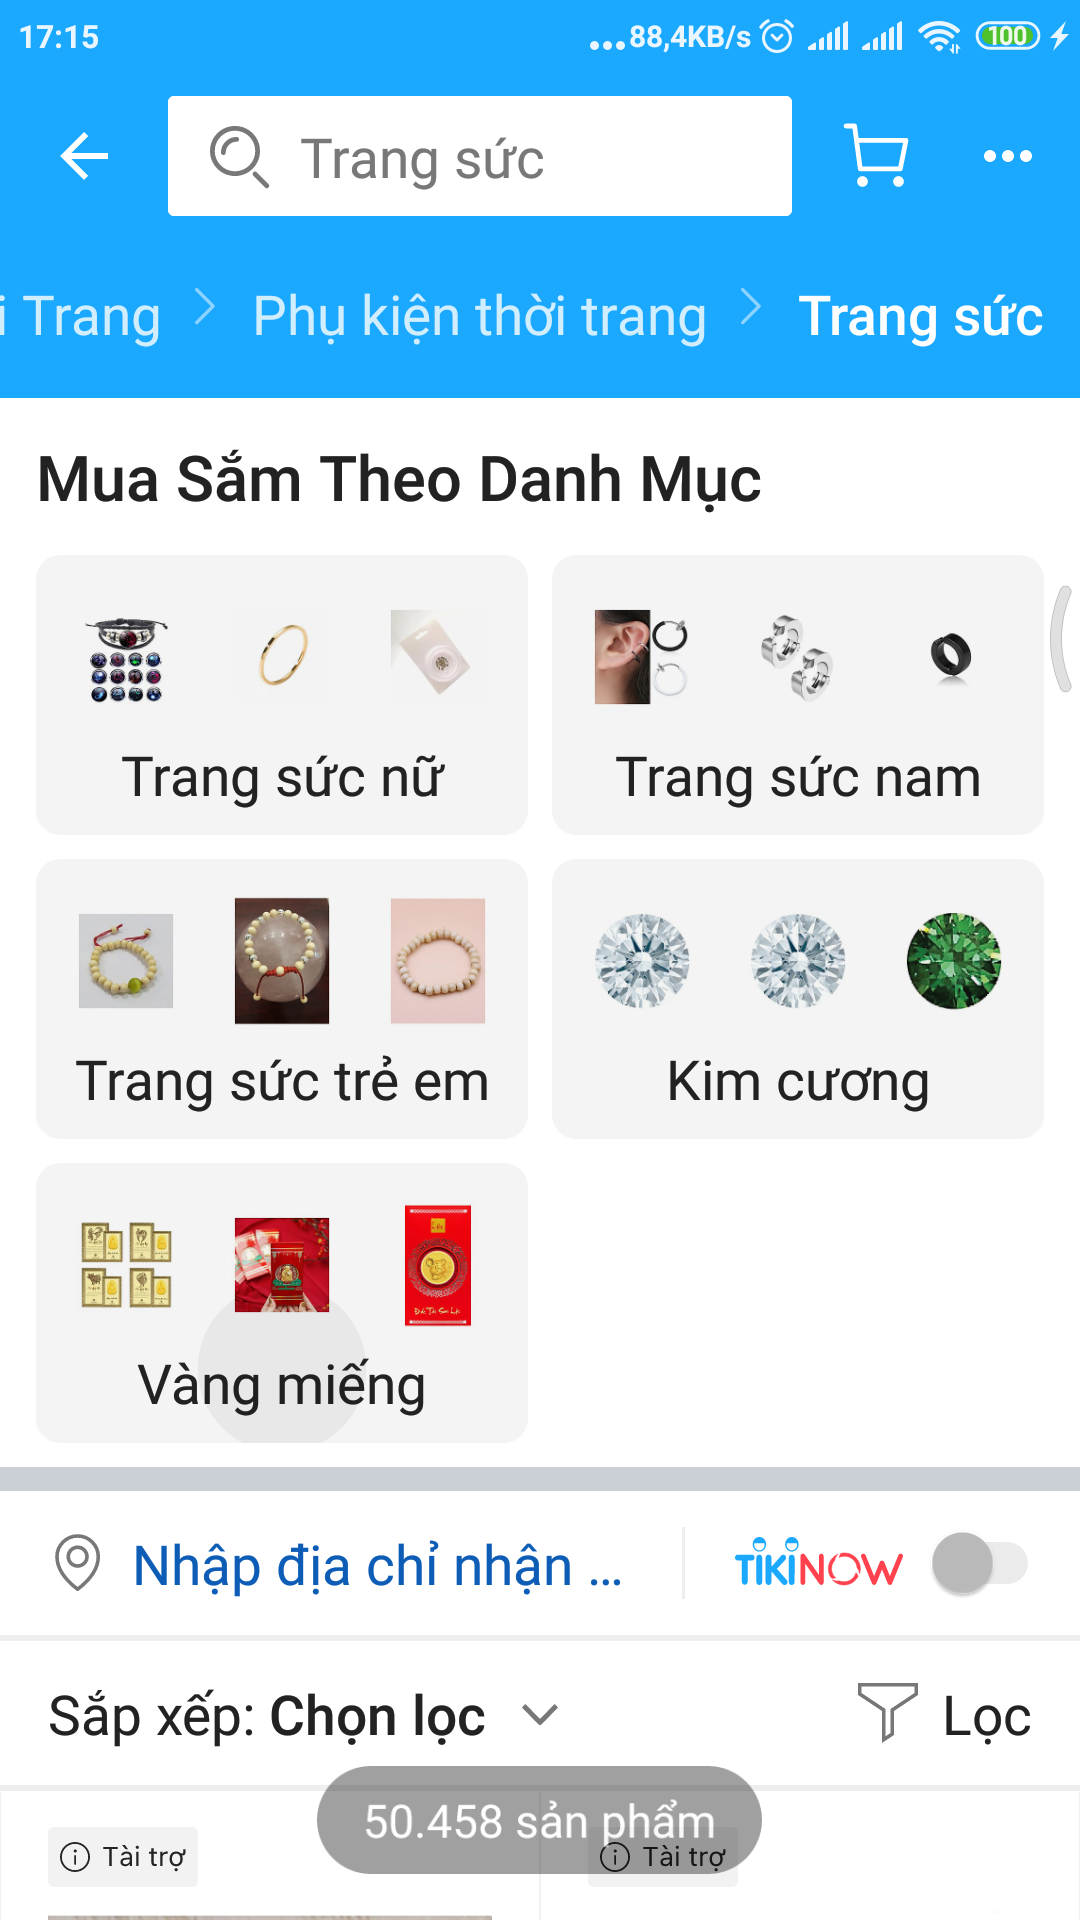 17:15
...88,4KB/s
100
Trang sức
i Trang
Phụ kiện thời trang
Trang sức
Mua Sắm Theo Danh Mục
Trang sức nữ
Trang sức nam
Trang sức trẻ em
Kim cương
Vàng miếng
Nhập địa chỉ nhận ...
TIKINOW
Sắp xếp: Chọn lọc
Lọc
50.458 sản phẩm
Tài trợ
Tài trợ